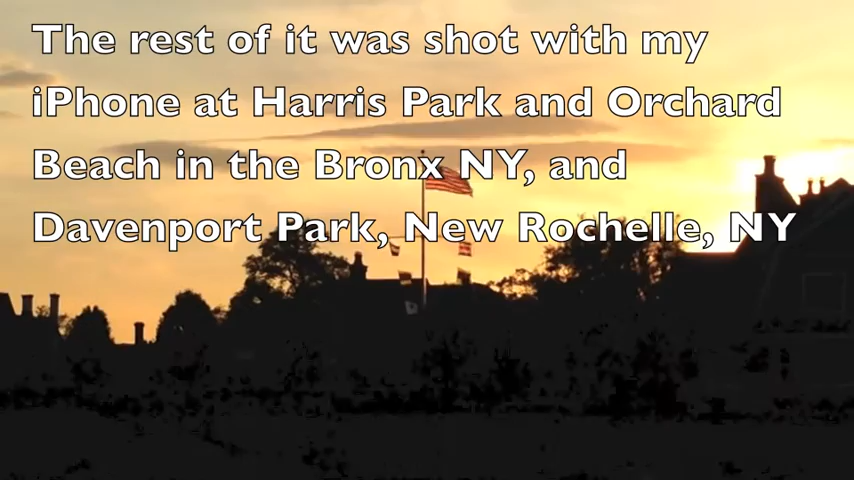 The rest of it was shot with my
iPhone at Harris Park and Orchard
Beach in the Bronx NY, and
Davenport Park, New Rochelle, NY